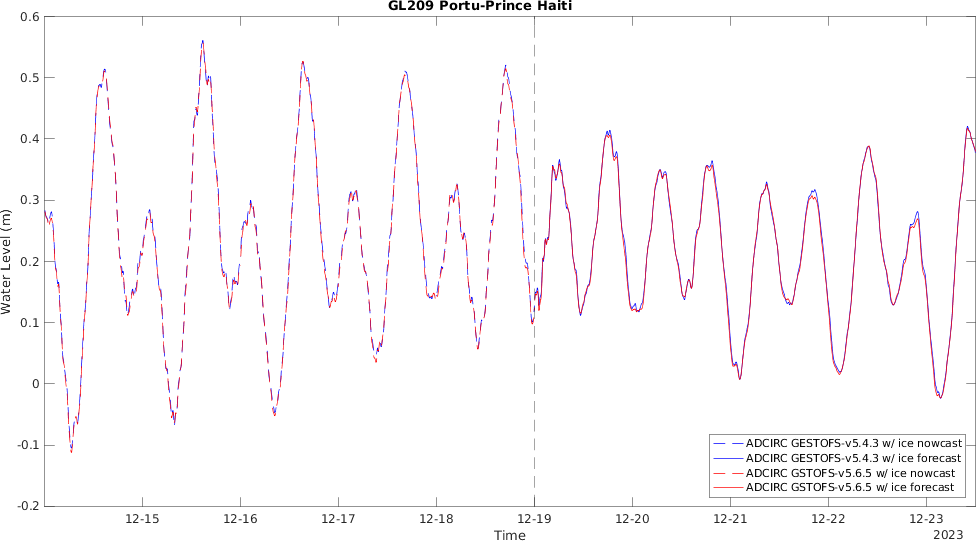 GL209 Portu-Prince Haiti
0.6
0.5
0.4
0.3
0.2
0.1
0
-0.1
-0.2
Water Level (m)
ADCIRC GESTOFS-v5.4.3 w/ ice nowcast
ADCIRC GESTOFS-v5.4.3 w/ ice forecast
ADCIRC GSTOFS-v5.6.5 w/ ice nowcast
ADCIRC GSTOFS-v5.6.5 w/ ice forecast
12-15 12-16 12-17 12-18 12-19 12-20 12-21 12-22 12-23
Time
2023